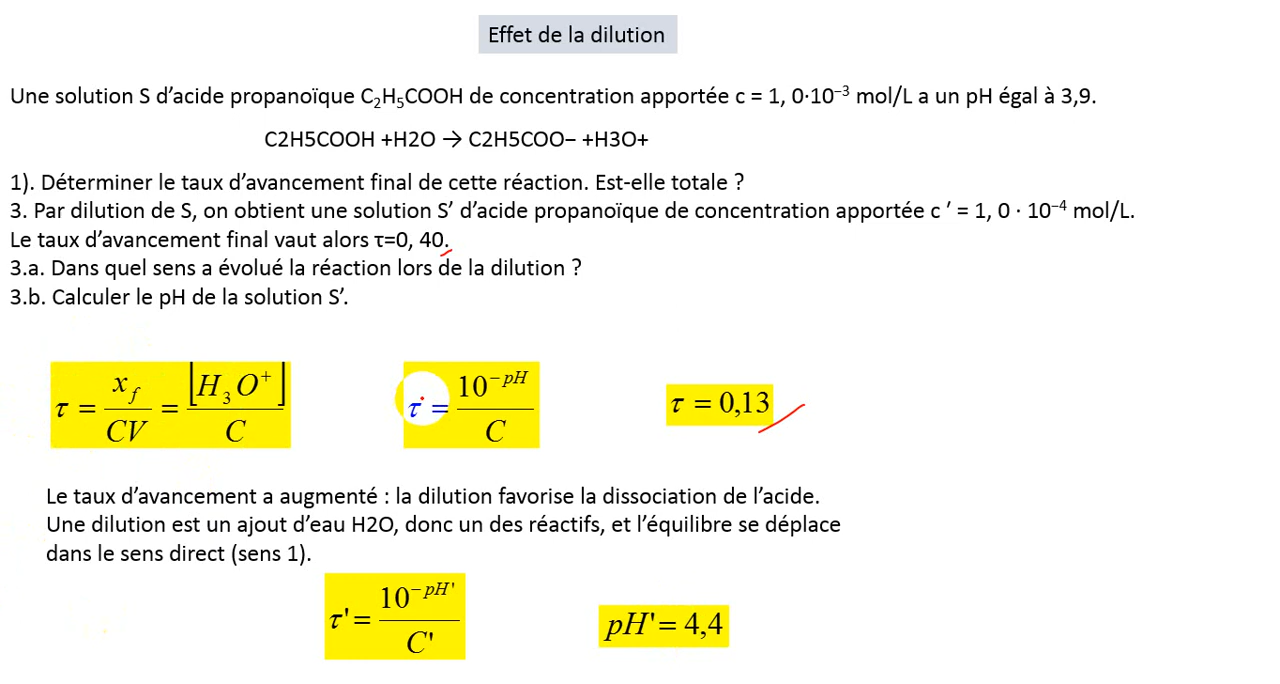 Effet de la dilution
Une solution S d’acide propanoïque C₂H₅COOH de concentration apportée c = 1, 0·10⁻³ mol/L a un pH égal à 3,9.
C2H5COOH +H2O → C2H5COO− +H3O+
1). Déterminer le taux d’avancement final de cette réaction. Est-elle totale ?
3. Par dilution de S, on obtient une solution S’ d’acide propanoïque de concentration apportée c ′ = 1, 0 · 10⁻⁴ mol/L.
Le taux d’avancement final vaut alors τ=0, 40.
3.a. Dans quel sens a évolué la réaction lors de la dilution ?
3.b. Calculer le pH de la solution S’.
τ = x_f / CV = [H₃O⁺] / C
τ = 10^(−pH) / C
τ = 0,13
Le taux d’avancement a augmenté : la dilution favorise la dissociation de l’acide.
Une dilution est un ajout d’eau H2O, donc un des réactifs, et l’équilibre se déplace
dans le sens direct (sens 1).
τ' = 10^(−pH') / C'
pH'= 4,4